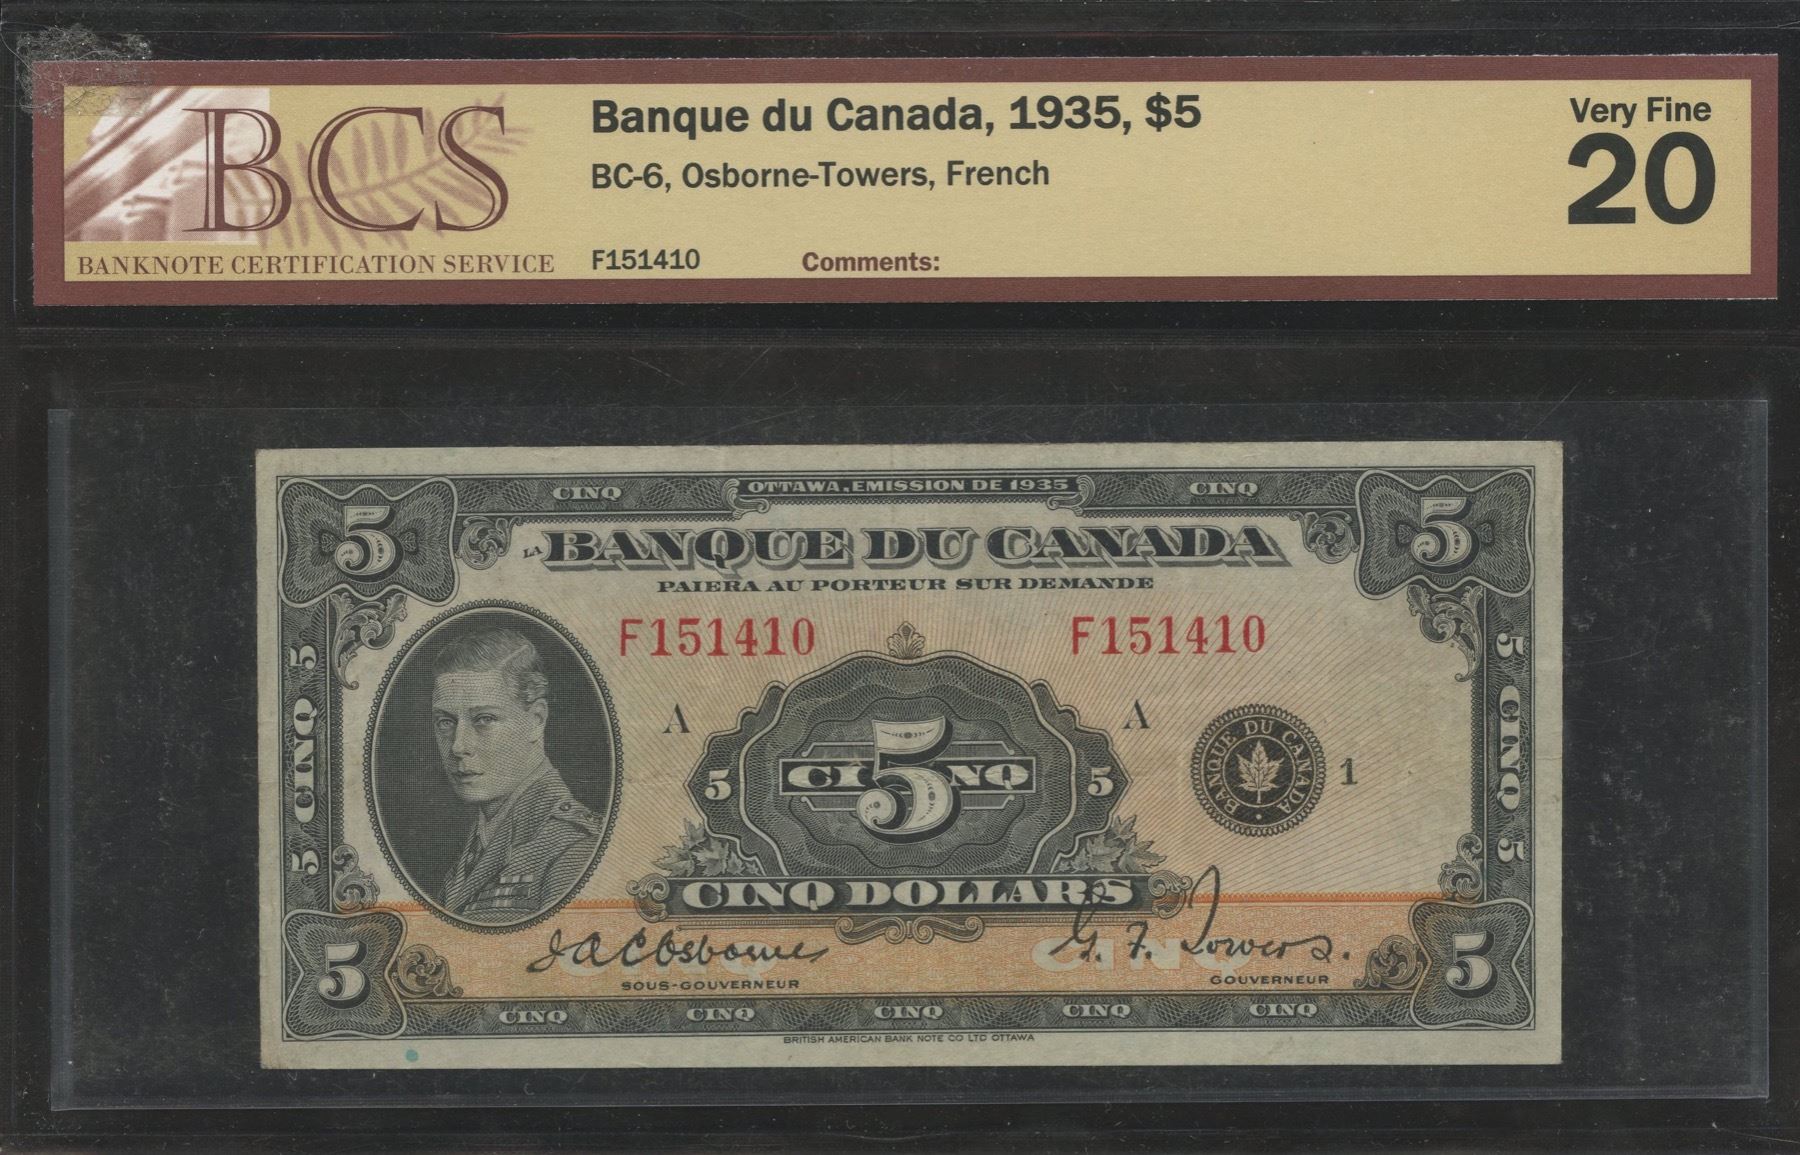 BCS
BANKNOTE CERTIFICATION SERVICE
Banque du Canada, 1935, $5
BC-6, Osborne-Towers, French
F151410 Comments:
Very Fine
20
5 CINQ OTTAWA, EMISSION DE 1935 CINQ 5
LA BANQUE DU CANADA
PAIERA AU PORTEUR SUR DEMANDE
F151410 F151410
A A
5 CINQ 5
5 CINQ 5
5 CINQ 5 5
BANQUE DU CANADA
1
CINQ DOLLARS
CINQ CINQ
J A C Osborne G. F. Towers.
SOUS-GOUVERNEUR GOUVERNEUR
5 5
CINQ CINQ CINQ CINQ CINQ
BRITISH AMERICAN BANK NOTE CO LTD OTTAWA